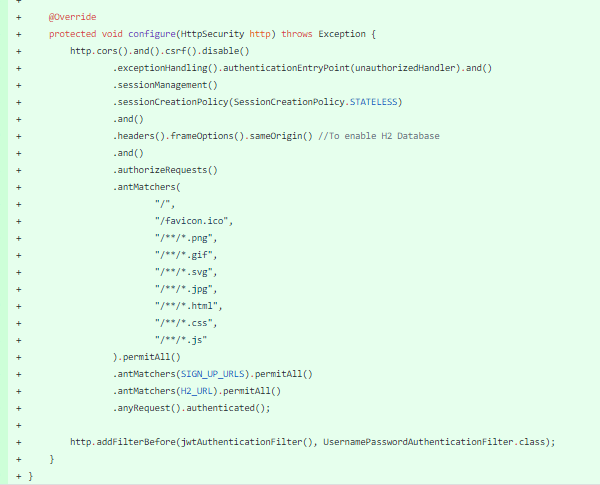 +
+     @Override
+     protected void configure(HttpSecurity http) throws Exception {
+         http.cors().and().csrf().disable()
+                 .exceptionHandling().authenticationEntryPoint(unauthorizedHandler).and()
+                 .sessionManagement()
+                 .sessionCreationPolicy(SessionCreationPolicy.STATELESS)
+                 .and()
+                 .headers().frameOptions().sameOrigin() //To enable H2 Database
+                 .and()
+                 .authorizeRequests()
+                 .antMatchers(
+                         "/",
+                         "/favicon.ico",
+                         "/**/*.png",
+                         "/**/*.gif",
+                         "/**/*.svg",
+                         "/**/*.jpg",
+                         "/**/*.html",
+                         "/**/*.css",
+                         "/**/*.js"
+                 ).permitAll()
+                 .antMatchers(SIGN_UP_URLS).permitAll()
+                 .antMatchers(H2_URL).permitAll()
+                 .anyRequest().authenticated();
+
+         http.addFilterBefore(jwtAuthenticationFilter(), UsernamePasswordAuthenticationFilter.class);
+     }
+ }